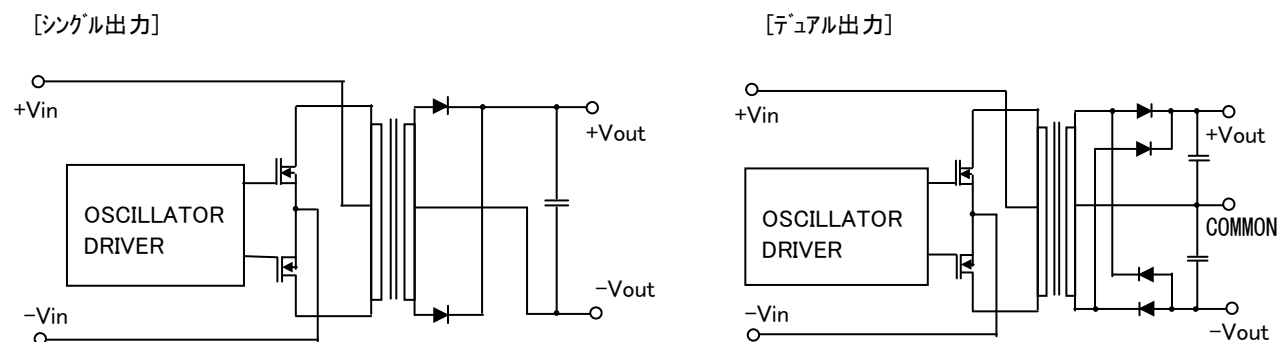 [ｼﾝｸﾞﾙ出力]
+Vin
OSCILLATOR
DRIVER
-Vin
+Vout
-Vout
[ﾃﾞｭｱﾙ出力]
+Vin
OSCILLATOR
DRIVER
-Vin
+Vout
COMMON
-Vout